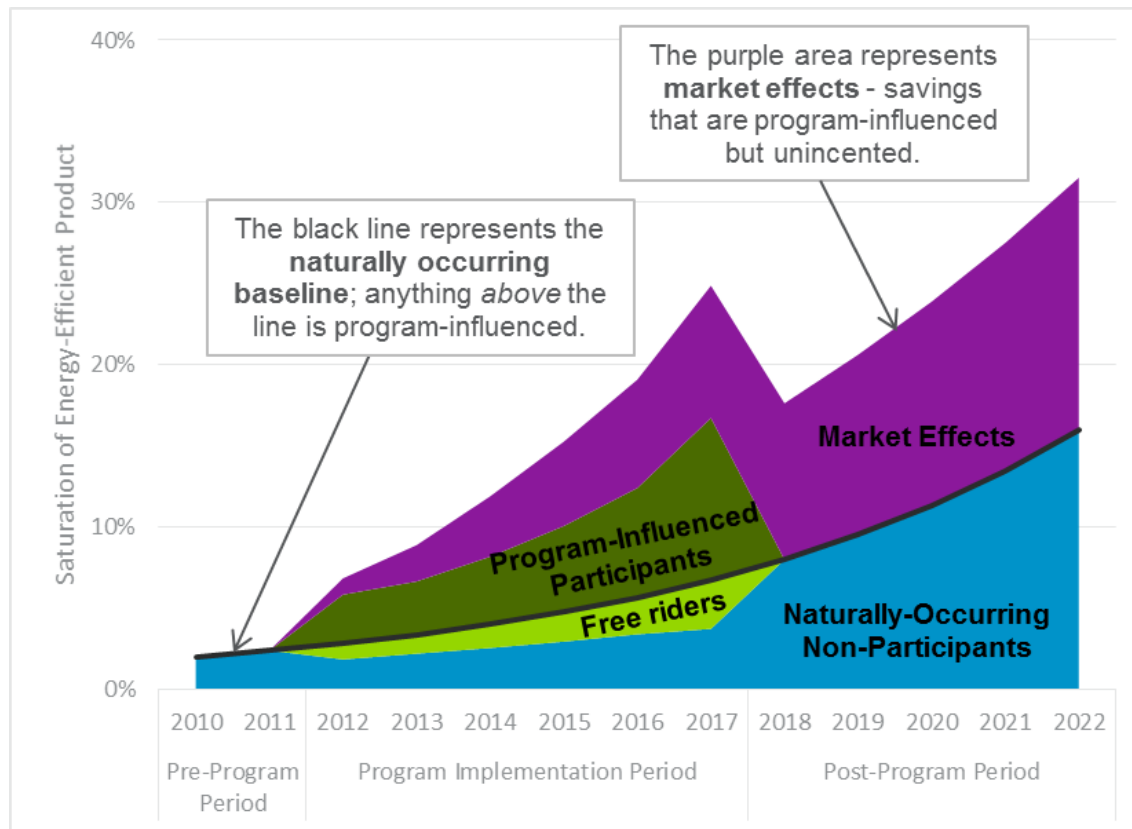 40%
The purple area represents
market effects - savings
that are program-influenced
but unincented.
Saturation of Energy-Efficient Product
30%
The black line represents the
naturally occurring
baseline; anything above the
line is program-influenced.
20%
Market Effects
10%
Program-Influenced
Participants
Free riders
Naturally-Occurring
Non-Participants
0%
2010 2011 2012 2013 2014 2015 2016 2017 2018 2019 2020 2021 2022
Pre-Program
Period
Program Implementation Period
Post-Program Period